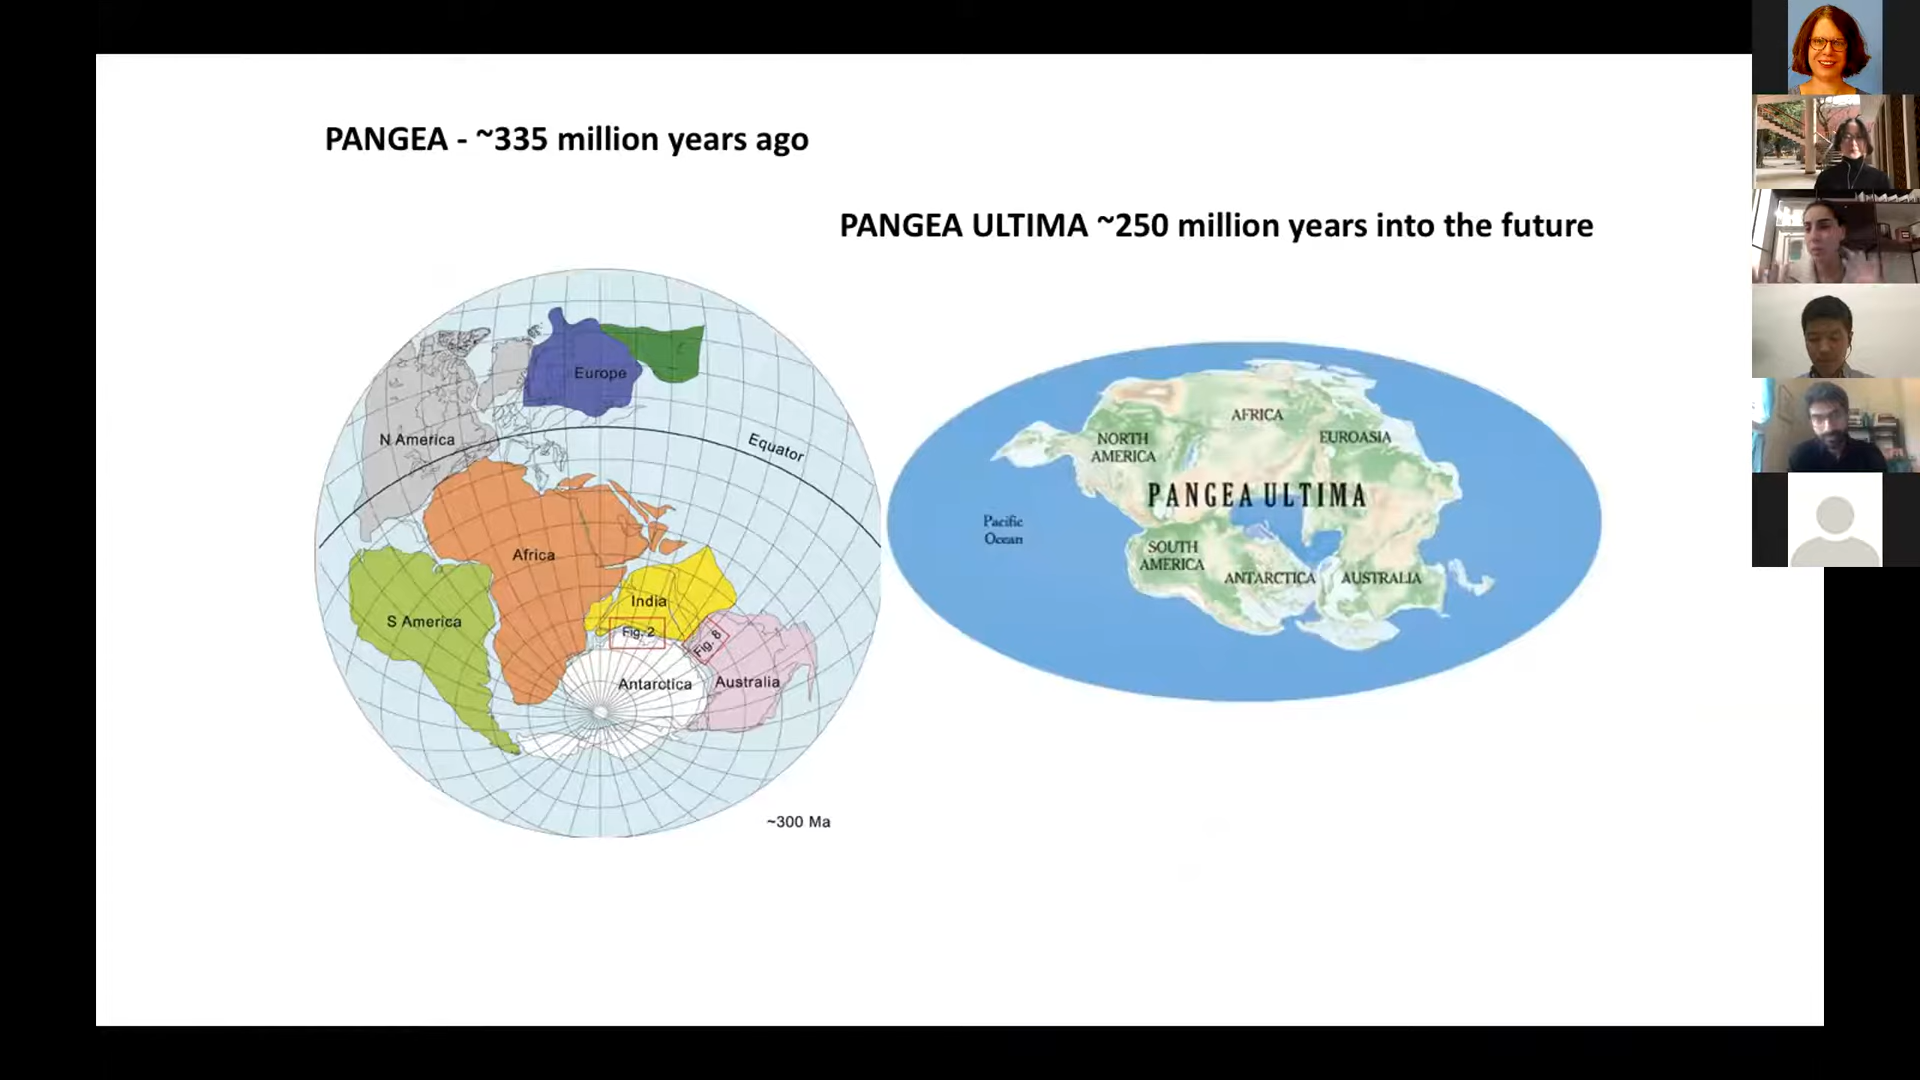 PANGEA - ~335 million years ago
PANGEA ULTIMA ~250 million years into the future
Europe
N America
Equator
Africa
India
S America
Fig. 2
Fig. 8
Antarctica
Australia
~300 Ma
AFRICA
NORTH
AMERICA
EUROASIA
PANGEA ULTIMA
Pacific
Ocean
SOUTH
AMERICA
ANTARCTICA
AUSTRALIA